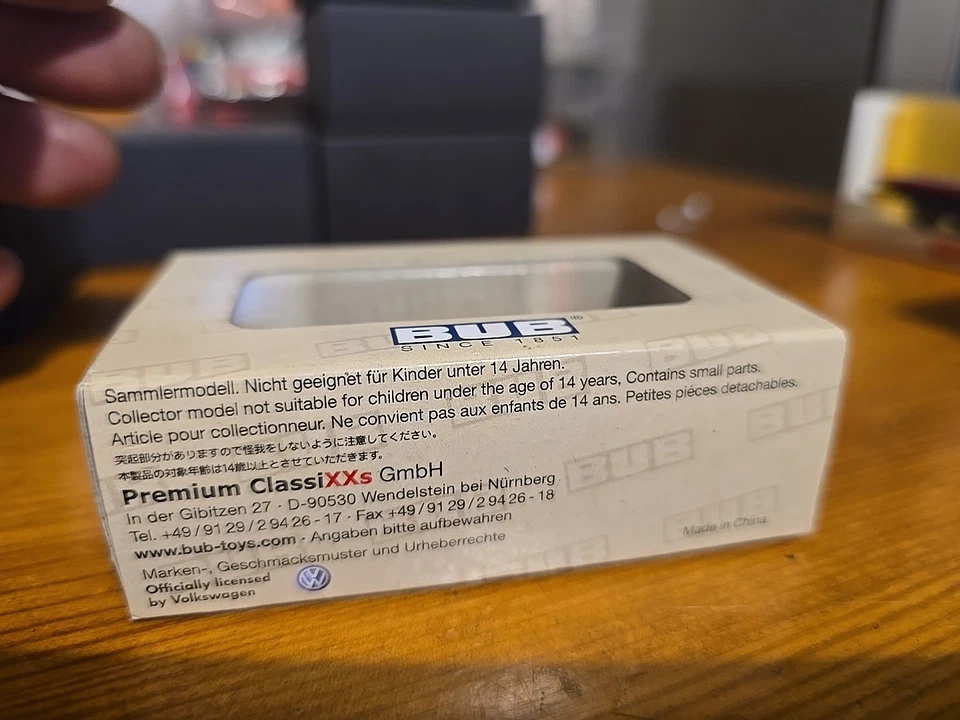 BUB®
SINCE 1851
Sammlermodell. Nicht geeignet für Kinder unter 14 Jahren.
Collector model not suitable for children under the age of 14 years, Contains small parts.
Article pour collectionneur. Ne convient pas aux enfants de 14 ans. Petites piéces detachables.
突起部分がありますので怪我をしないように注意してください。
本製品の対象年齢は14歳以上とさせていただきます。
Premium ClassiXXs GmbH
In der Gibitzen 27 · D-90530 Wendelstein bei Nürnberg
Tel. +49/91 29/2 94 26 - 17 · Fax +49/91 29/2 94 26 - 18
www.bub-toys.com · Angaben bitte aufbewahren
Marken-, Geschmacksmuster und Urheberrechte
Officially licensed
by Volkswagen
Made in China